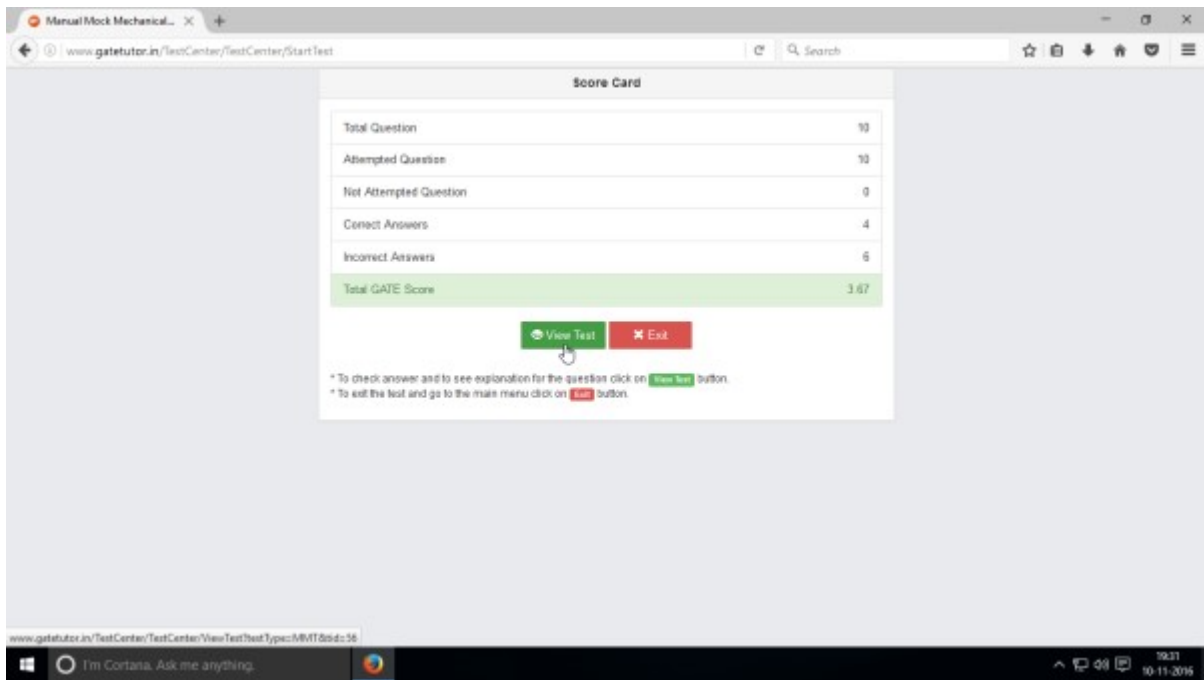 Manual Mock Mechanical...
www.gatetutor.in/TestCenter/TestCenter/StartTest
Search
Score Card
Total Question 10
Attempted Question 10
Not Attempted Question 0
Correct Answers 4
Incorrect Answers 6
Total GATE Score 3.67
View Test
Exit
* To check answer and to see explanation for the question click on View Test button.
* To exit the test and go to the main menu click on Exit button.
www.gatetutor.in/TestCenter/TestCenter/ViewTest?testType=MMT&tid=56
I'm Cortana. Ask me anything.
19:31
10-11-2016